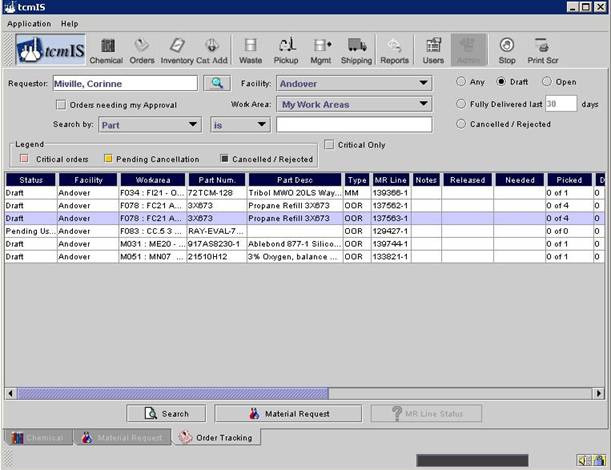 tcmIS
Application Help
tcmIS Chemical Orders Inventory Cat Add Waste Pickup Mgmt Shipping Reports Users Admin Stop Print Scr
Requestor: Miville, Corinne Facility: Andover Any Draft Open
Orders needing my Approval Work Area: My Work Areas Fully Delivered last 30 days
Search by: Part is Cancelled / Rejected
Legend Critical Only
Critical orders Pending Cancellation Cancelled / Rejected
Status Facility Workarea Part Num. Part Desc Type MR Line Notes Released Needed Picked D
Draft Andover F034 : FI21 - O... 72TCM-128 Tribol MWO 20LS Way... MM 139366-1 0 of 1 0
Draft Andover F078 : FC21 A... 3X673 Propane Refill 3X673 OOR 137562-1 0 of 4 0
Draft Andover F078 : FC21 A... 3X673 Propane Refill 3X673 OOR 137563-1 0 of 4 0
Pending Us... Andover F083 : CC.5 3 ... RAY-EVAL-7... OOR 129427-1 0 of 0 0
Draft Andover M031 : ME20 - ... 917AS8230-1 Ablebond 877-1 Silico... OOR 139744-1 0 of 1 0
Draft Andover M051 : MN07 ... 21510H12 3% Oxygen, balance ... OOR 133821-1 0 of 1 0
Search Material Request MR Line Status
Chemical Material Request Order Tracking